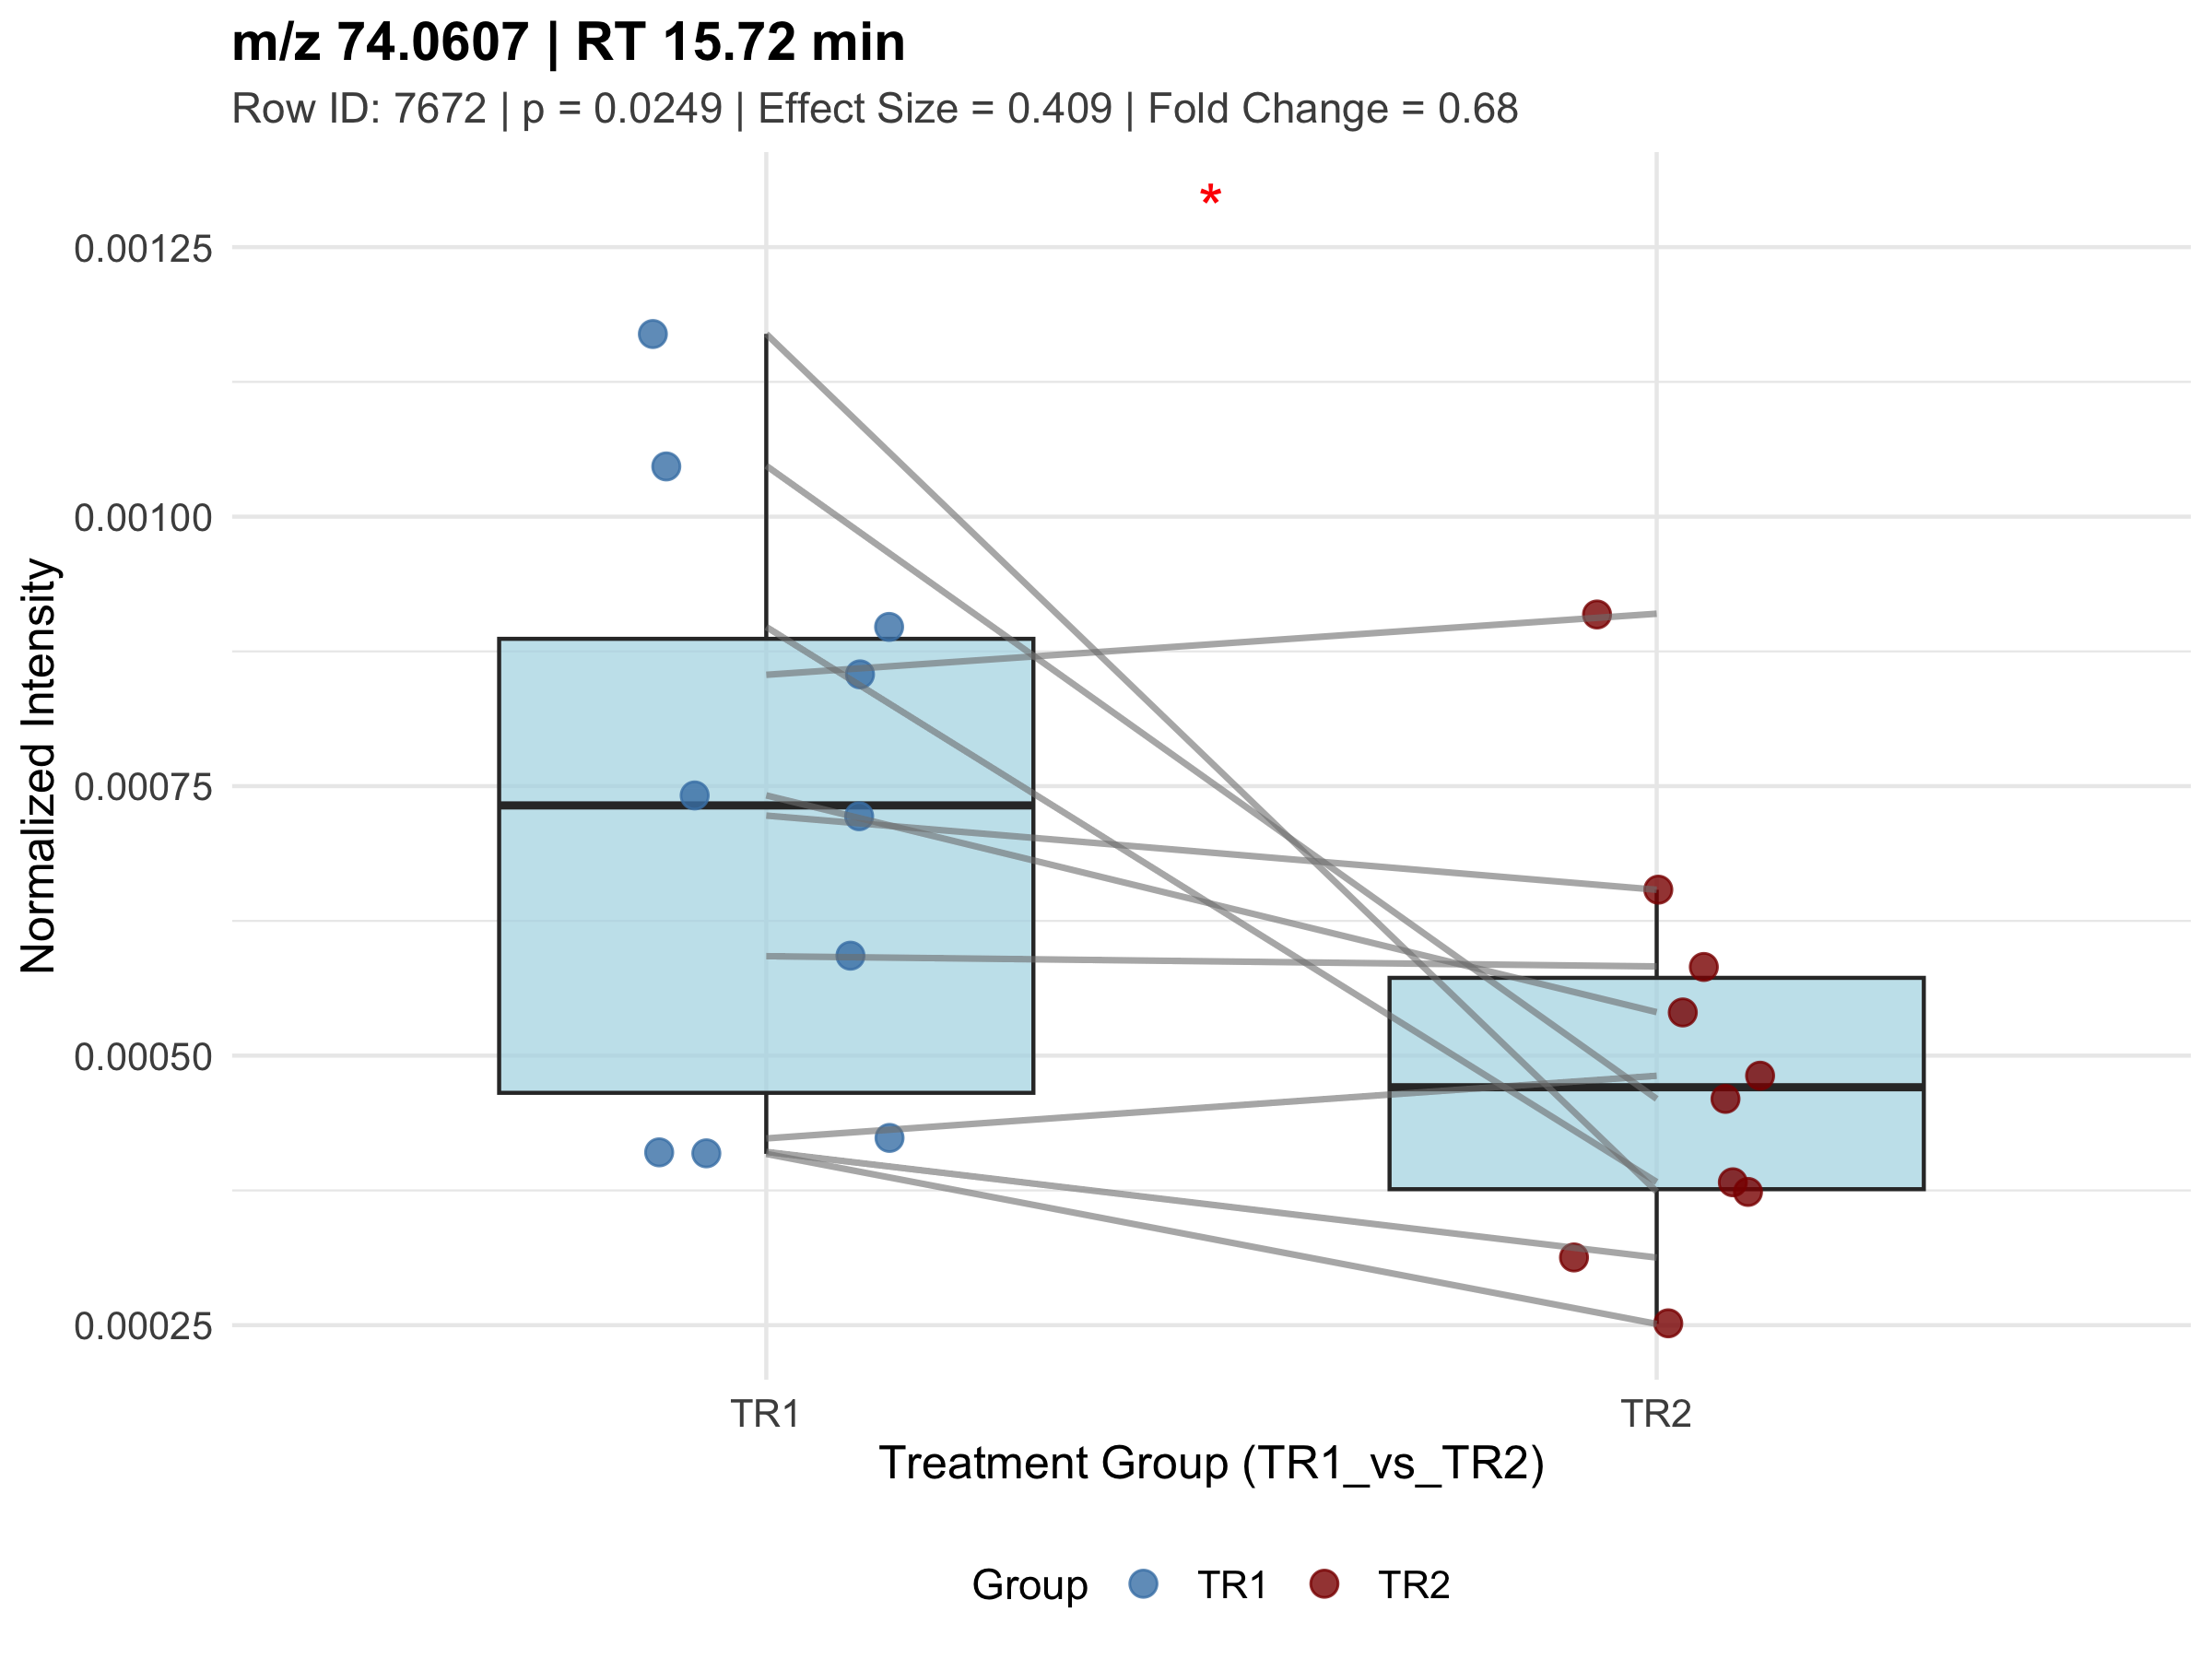 m/z 74.0607 | RT 15.72 min
Row ID: 7672 | p = 0.0249 | Effect Size = 0.409 | Fold Change = 0.68
*
0.00125
0.00100
0.00075
0.00050
0.00025
Normalized Intensity
TR1 TR2
Treatment Group (TR1_vs_TR2)
Group TR1 TR2